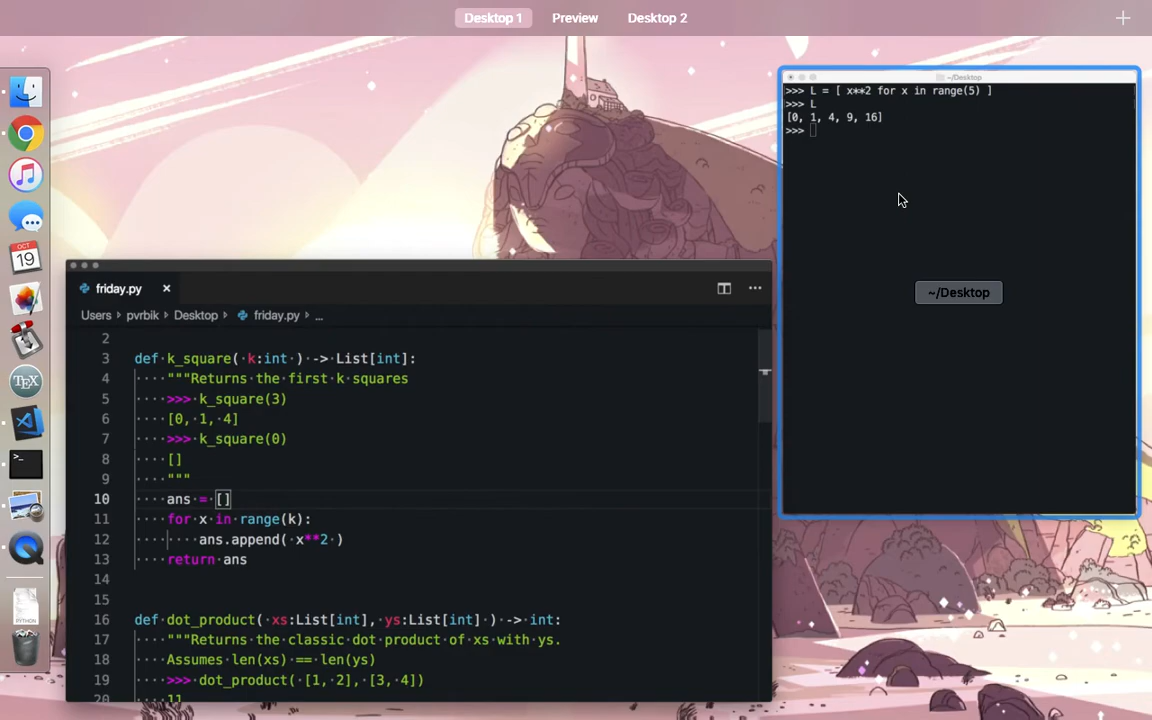 Desktop 1 Preview Desktop 2
~/Desktop
>>> L = [ x**2 for x in range(5) ]
>>> L
[0, 1, 4, 9, 16]
>>>
~/Desktop
OCT
19
TEX
PYTHON
friday.py
Users pvrbik Desktop friday.py ...
2
3 def k_square( k:int ) -> List[int]:
4 """Returns the first k squares
5 >>> k_square(3)
6 [0, 1, 4]
7 >>> k_square(0)
8 []
9 """
10 ans = []
11 for x in range(k):
12 ans.append( x**2 )
13 return ans
14
15
16 def dot_product( xs:List[int], ys:List[int] ) -> int:
17 """Returns the classic dot product of xs with ys.
18 Assumes len(xs) == len(ys)
19 >>> dot_product( [1, 2], [3, 4])
20 11